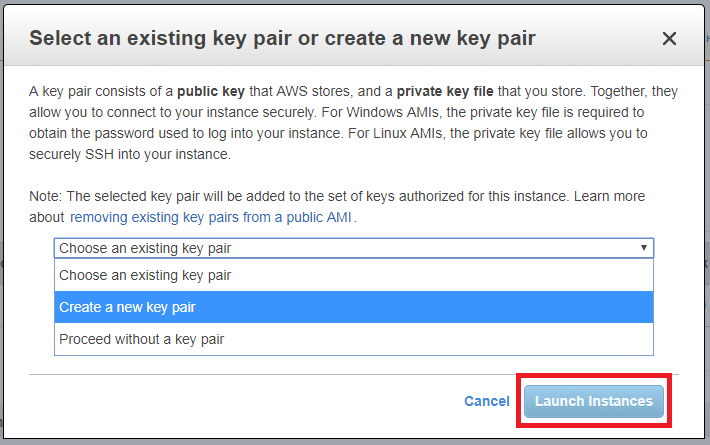 Select an existing key pair or create a new key pair
A key pair consists of a public key that AWS stores, and a private key file that you store. Together, they
allow you to connect to your instance securely. For Windows AMIs, the private key file is required to
obtain the password used to log into your instance. For Linux AMIs, the private key file allows you to
securely SSH into your instance.
Note: The selected key pair will be added to the set of keys authorized for this instance. Learn more
about removing existing key pairs from a public AMI .
Choose an existing key pair
Choose an existing key pair
Create a new key pair
Proceed without a key pair
Cancel Launch Instances